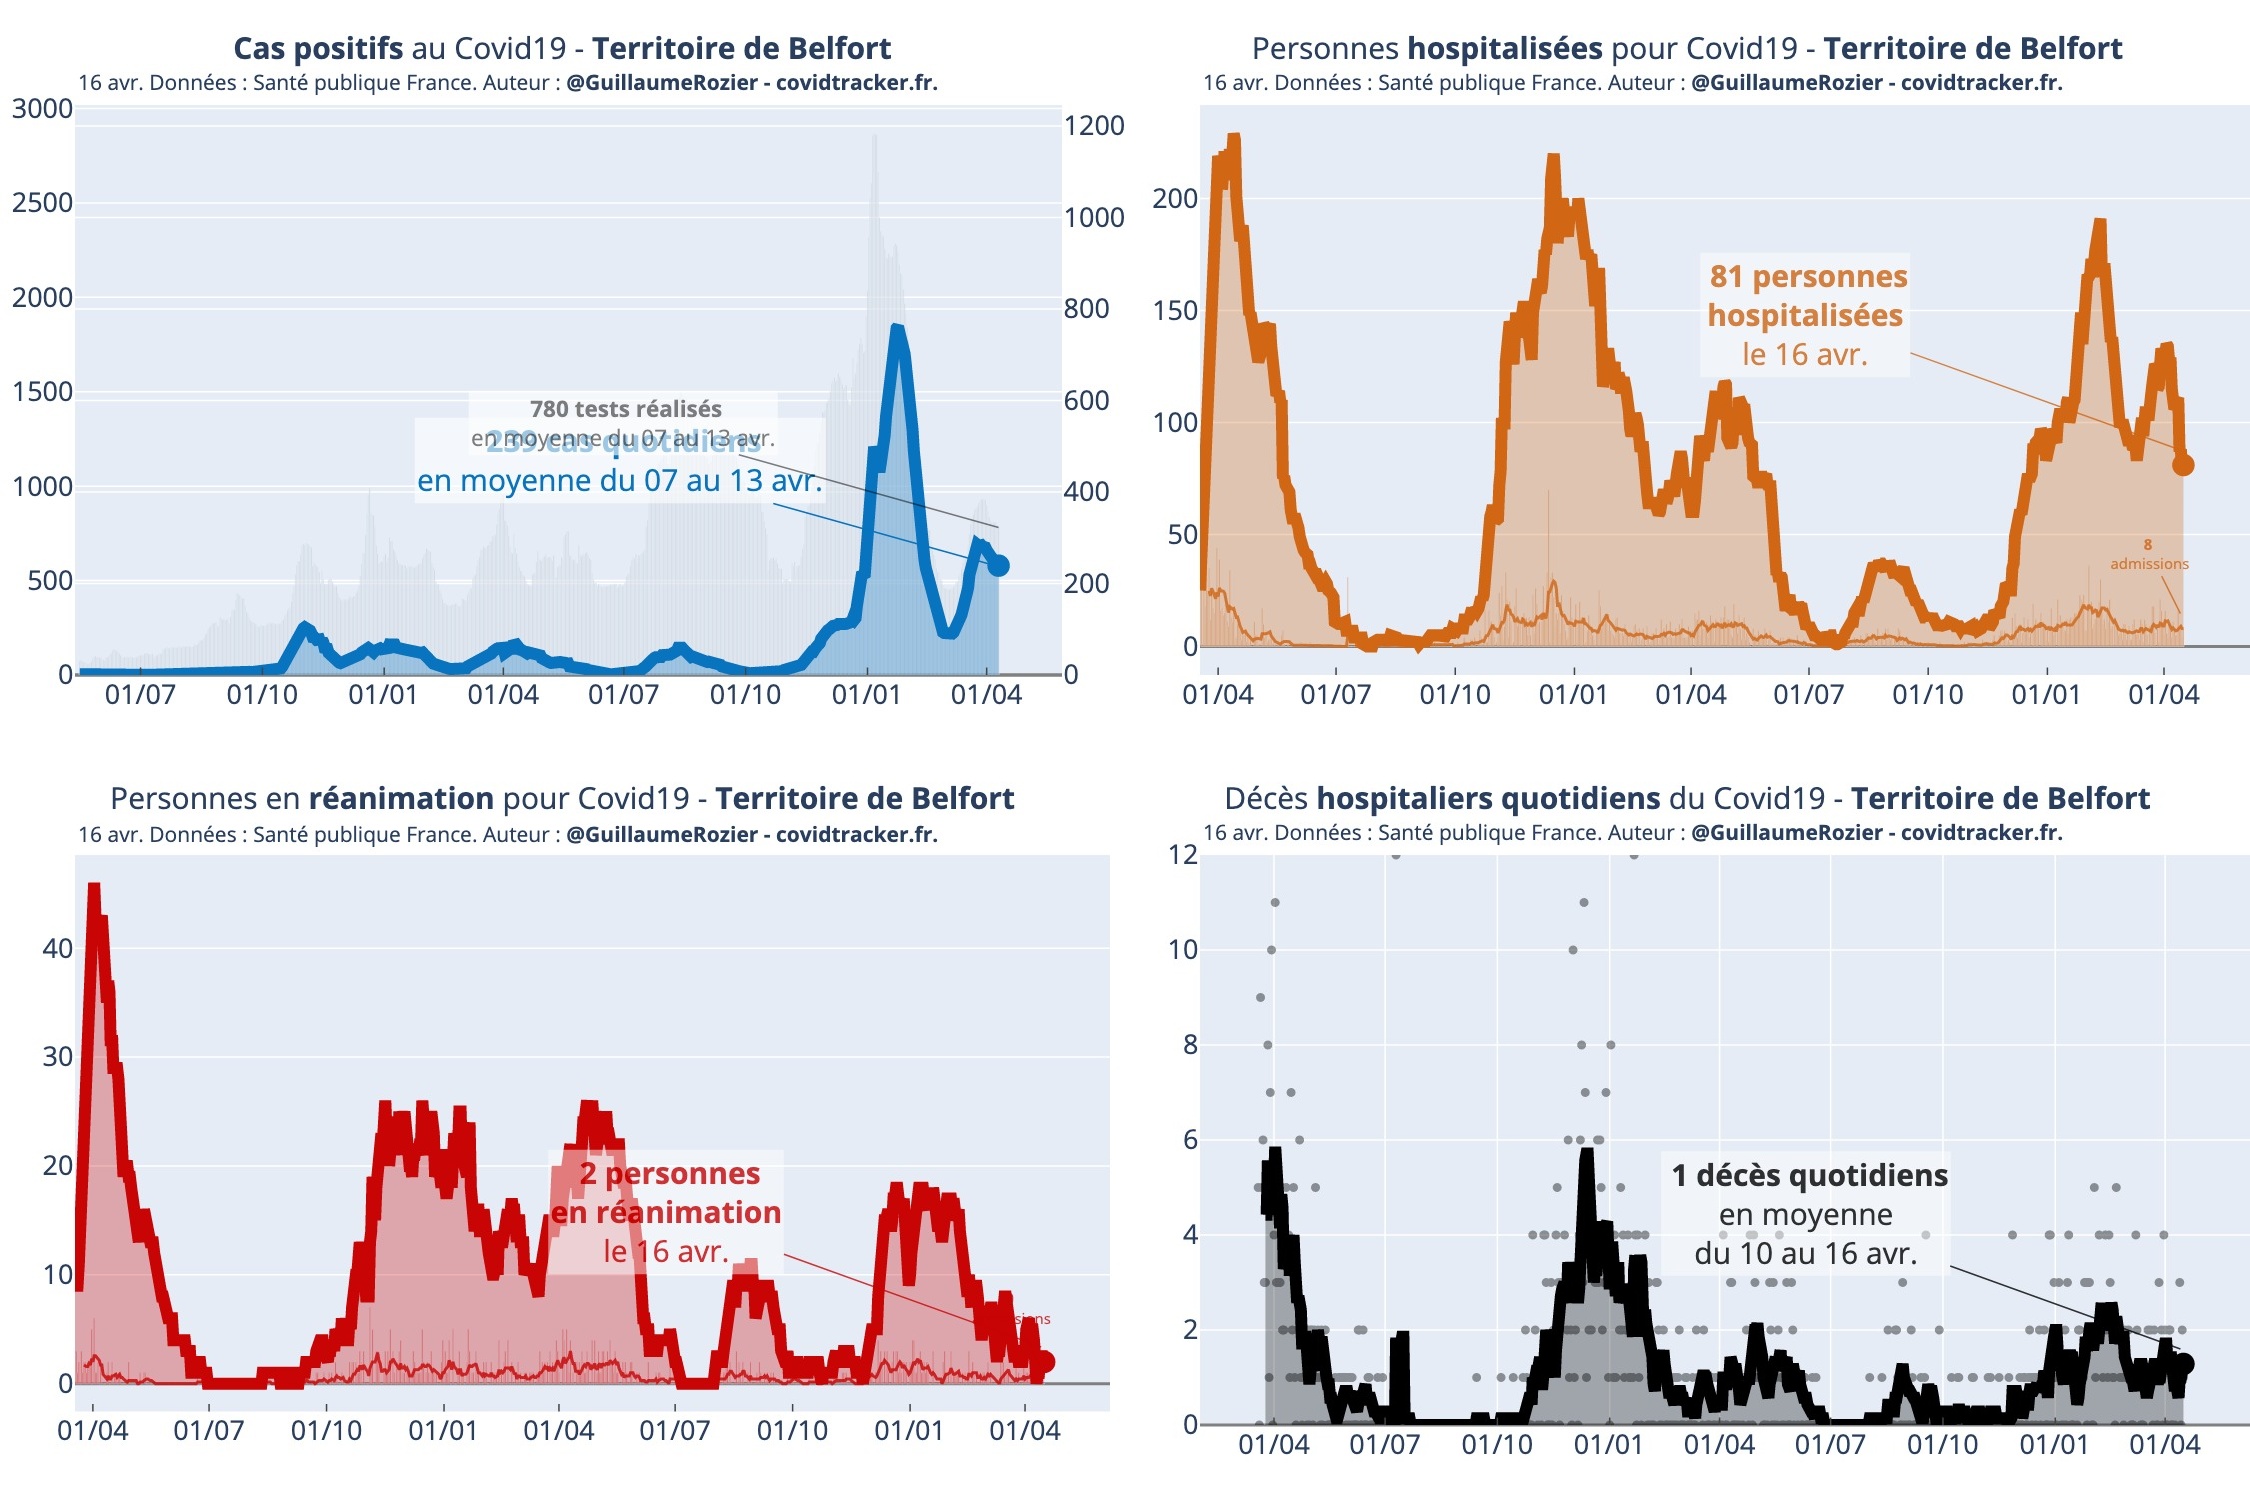 Cas positifs au Covid19 - Territoire de Belfort
16 avr. Données : Santé publique France. Auteur : @GuillaumeRozier - covidtracker.fr.
3000
2500
2000
1500
1000
500
0
1200
1000
800
600
400
200
0
780 tests réalisés
en moyenne du 07 au 13 avr.
239 cas quotidiens
en moyenne du 07 au 13 avr.
01/07 01/10 01/01 01/04 01/07 01/10 01/01 01/04
Personnes hospitalisées pour Covid19 - Territoire de Belfort
16 avr. Données : Santé publique France. Auteur : @GuillaumeRozier - covidtracker.fr.
200
150
100
50
0
81 personnes
hospitalisées
le 16 avr.
8
admissions
01/04 01/07 01/10 01/01 01/04 01/07 01/10 01/01 01/04
Personnes en réanimation pour Covid19 - Territoire de Belfort
16 avr. Données : Santé publique France. Auteur : @GuillaumeRozier - covidtracker.fr.
40
30
20
10
0
2 personnes
en réanimation
le 16 avr.
01/04 01/07 01/10 01/01 01/04 01/07 01/10 01/01 01/04
Décès hospitaliers quotidiens du Covid19 - Territoire de Belfort
16 avr. Données : Santé publique France. Auteur : @GuillaumeRozier - covidtracker.fr.
12
10
8
6
4
2
0
1 décès quotidiens
en moyenne
du 10 au 16 avr.
01/04 01/07 01/10 01/01 01/04 01/07 01/10 01/01 01/04